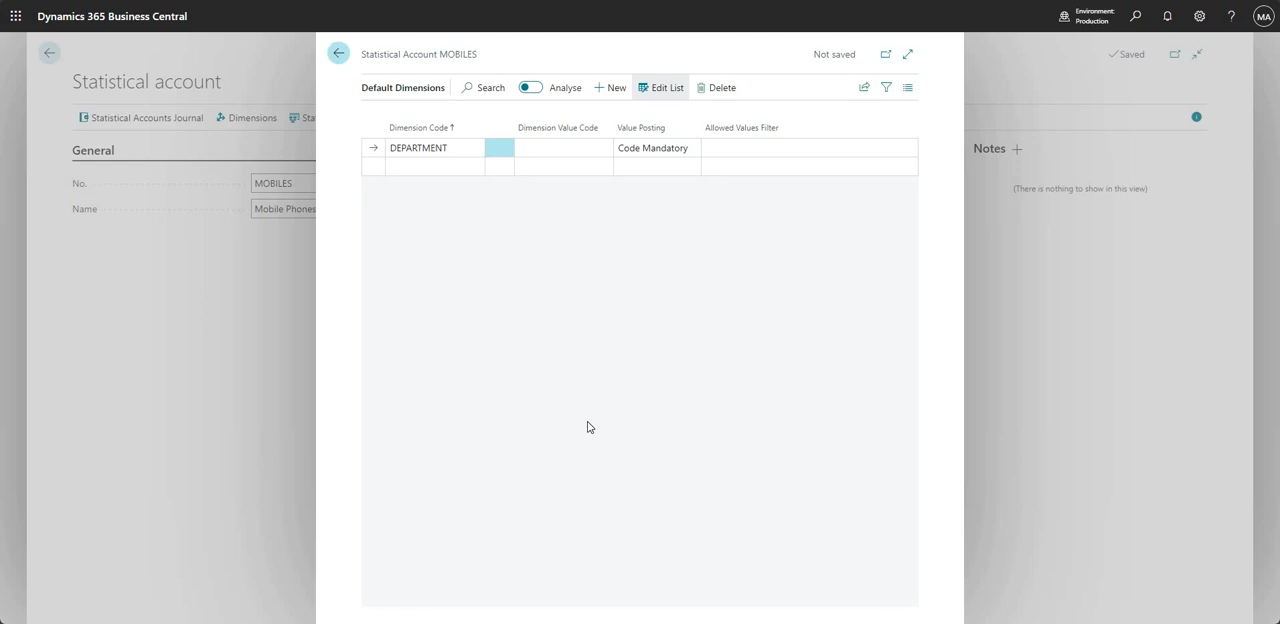 Dynamics 365 Business Central
Environment:
Production
?
MA
Statistical Account MOBILES
Not saved
Saved
Statistical account
Default Dimensions
Search
Analyse
New
Edit List
Delete
Statistical Accounts Journal
Dimensions
Sta
General
Dimension Code ↑
Dimension Value Code
Value Posting
Allowed Values Filter
DEPARTMENT
Code Mandatory
Notes
No.
MOBILES
(There is nothing to show in this view)
Name
Mobile Phones